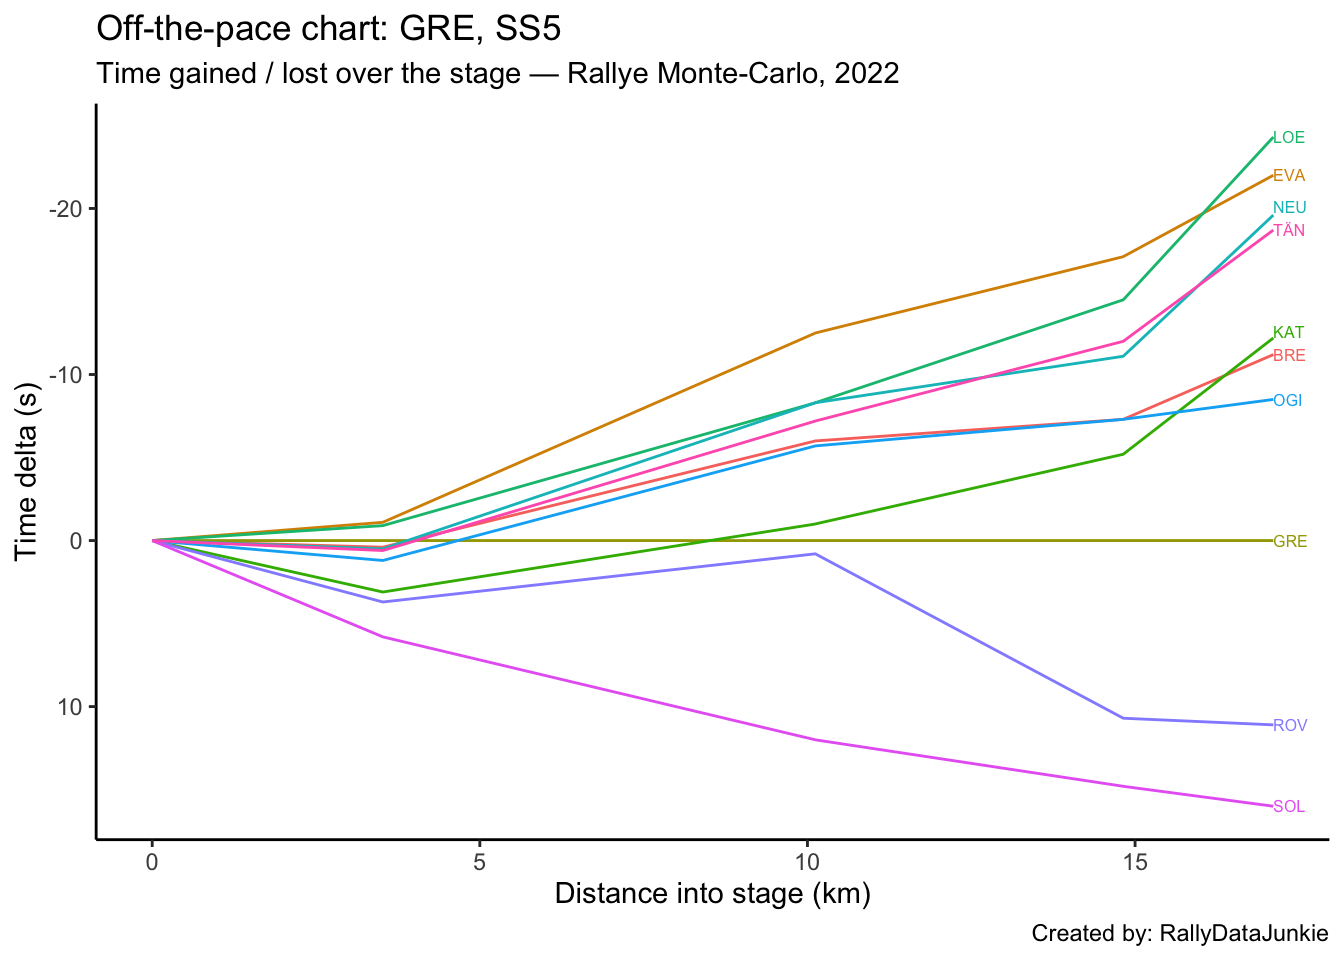 Off-the-pace chart: GRE, SS5
Time gained / lost over the stage — Rallye Monte-Carlo, 2022
LOE
EVA
NEU
TÄN
KAT
BRE
OGI
GRE
ROV
SOL
-20
-10
0
10
Time delta (s)
0 5 10 15
Distance into stage (km)
Created by: RallyDataJunkie